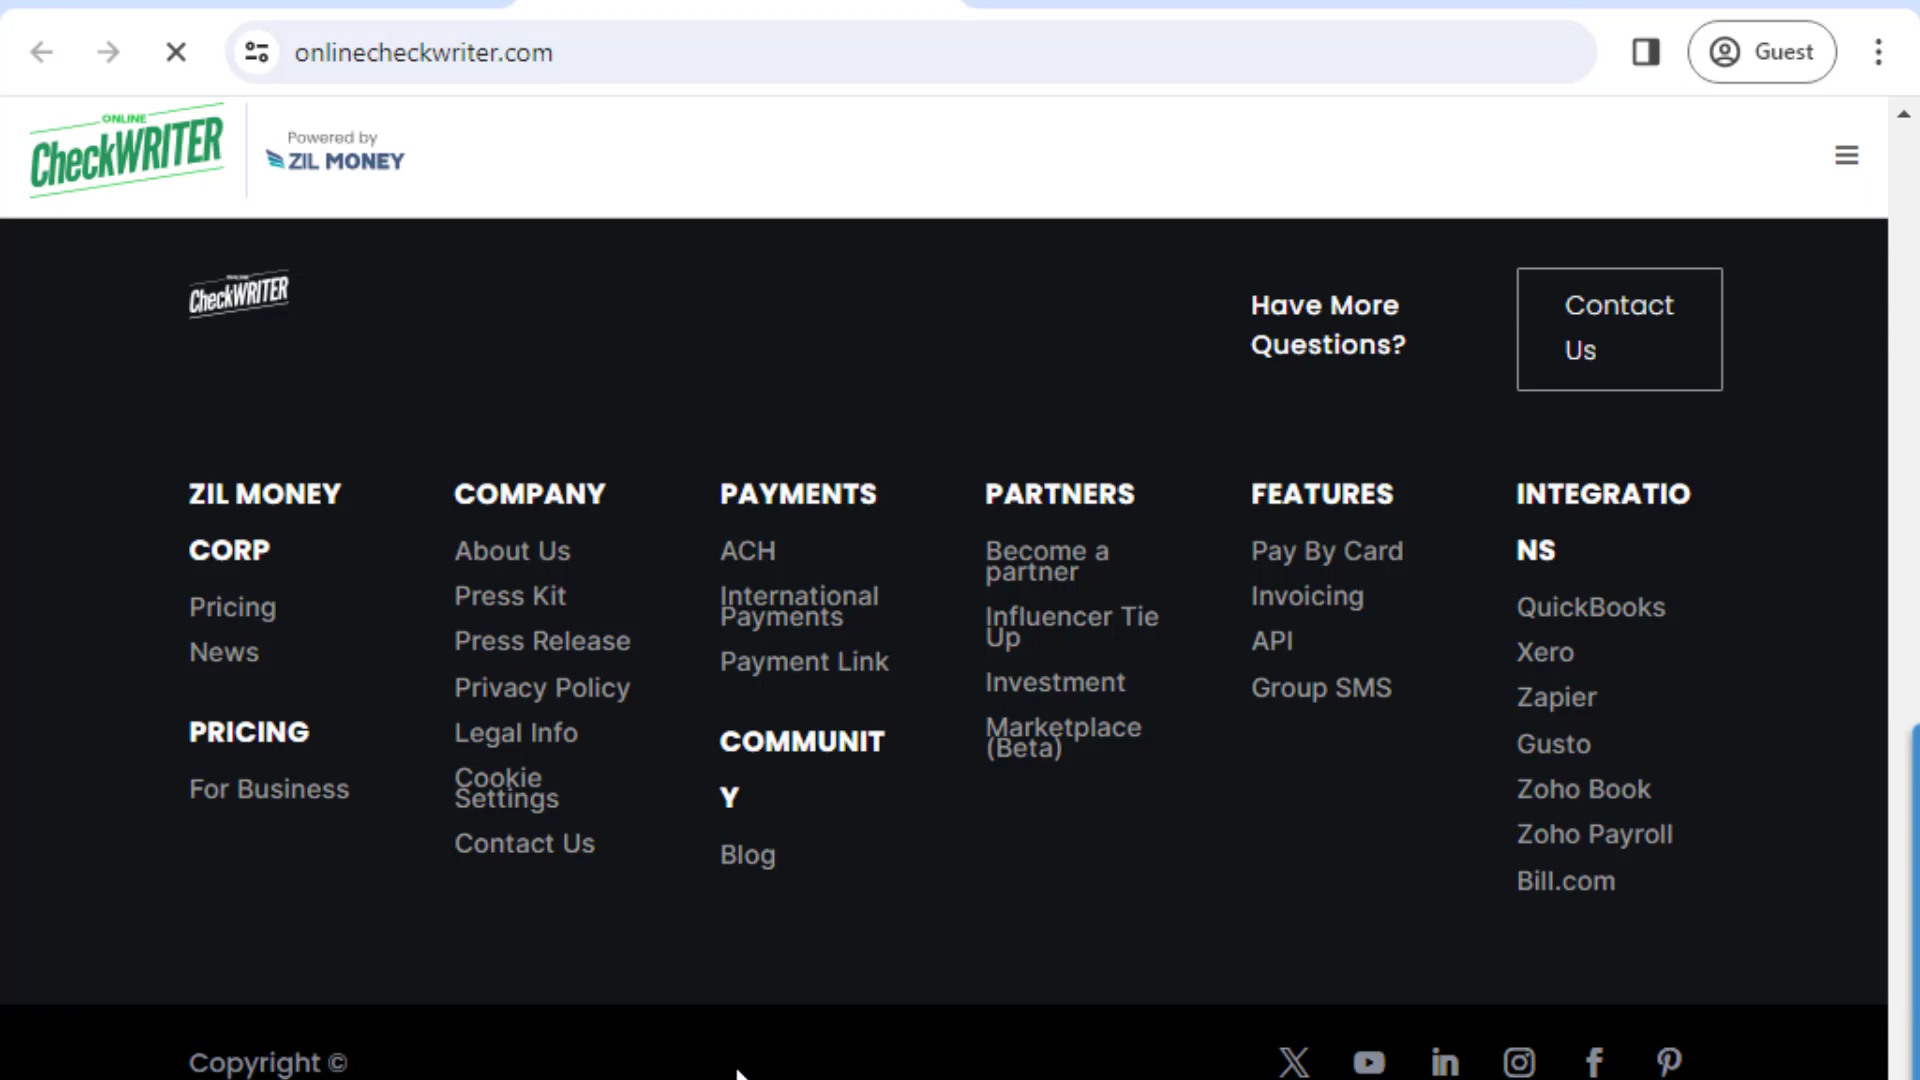 onlinecheckwriter.com
Guest
ONLINE
CheckWRITER
Powered by
ZIL MONEY
CheckWRITER
Have More
Questions?
Contact
Us
ZIL MONEY
CORP
Pricing
News
PRICING
For Business
COMPANY
About Us
Press Kit
Press Release
Privacy Policy
Legal Info
Cookie
Settings
Contact Us
PAYMENTS
ACH
International
Payments
Payment Link
COMMUNIT
Y
Blog
PARTNERS
Become a
partner
Influencer Tie
Up
Investment
Marketplace
(Beta)
FEATURES
Pay By Card
Invoicing
API
Group SMS
INTEGRATIO
NS
QuickBooks
Xero
Zapier
Gusto
Zoho Book
Zoho Payroll
Bill.com
Copyright ©